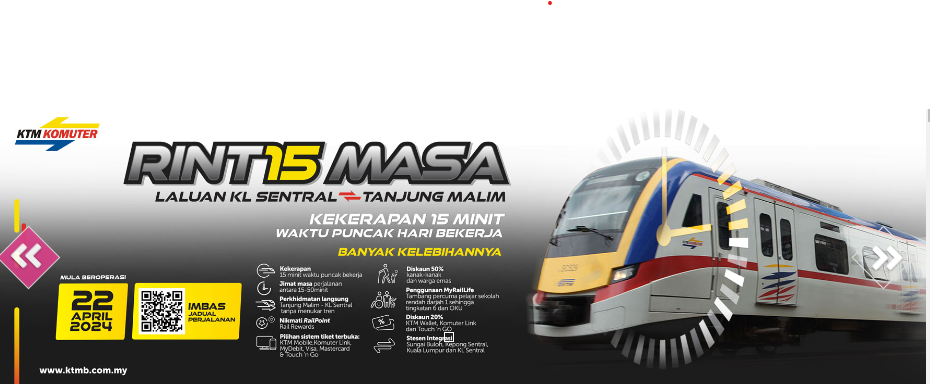 KTM KOMUTER
RINT15 MASA
LALUAN KL SENTRAL TANJUNG MALIM
KEKERAPAN 15 MINIT
WAKTU PUNCAK HARI BEKERJA
BANYAK KELEBIHANNYA
MULA BEROPERASI
22
APRIL
2024
IMBAS
JADUAL
PERJALANAN
Kekerapan
15 minit waktu puncak bekerja
Jimat masa perjalanan
antara 15-50minit
Perkhidmatan langsung
Tanjung Malim - KL Sentral
tanpa menukar tren
Nikmati RailPoint
Rail Rewards
Pilihan sistem tiket terbuka:
KTM Mobile,Komuter Link,
MyDebit, Visa, Mastercard
& Touch 'n Go
Diskaun 50%
kanak-kanak
dan warga emas
Penggunaan MyRailLife
Tambang percuma pelajar sekolah
rendah darjah 1 sehingga
tingkatan 6 dan OKU
Diskaun 20%
KTM Wallet, Komuter Link
dan Touch 'n GO
Stesen Integrasi
Sungai Buloh, Kepong Sentral,
Kuala Lumpur dan KL Sentral
www.ktmb.com.my